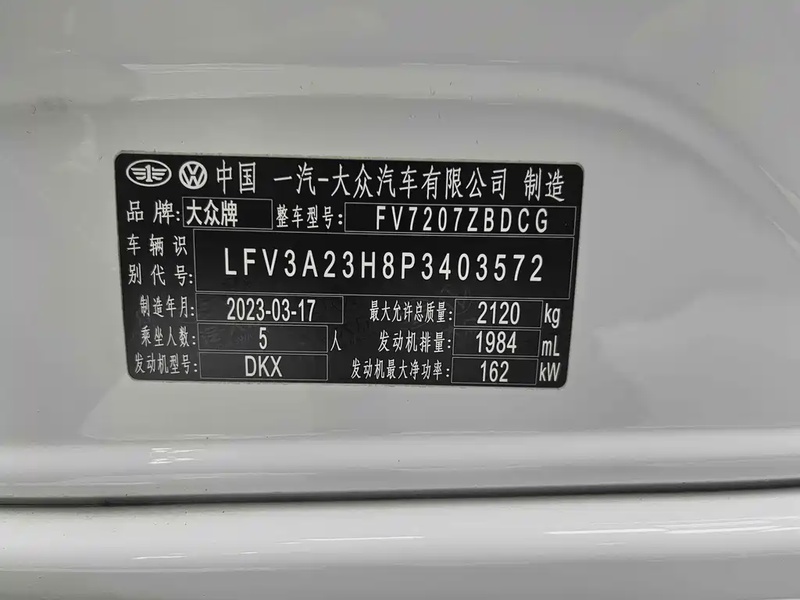 中国 一汽-大众汽车有限公司 制造
品 牌: 大众牌 整车型号: FV7207ZBDCG
车辆识别代号: LFV3A23H8P3403572
制造年月: 2023-03-17 最大允许总质量: 2120 kg
乘坐人数: 5 人 发动机排量: 1984 mL
发动机型号: DKX 发动机最大净功率: 162 kW